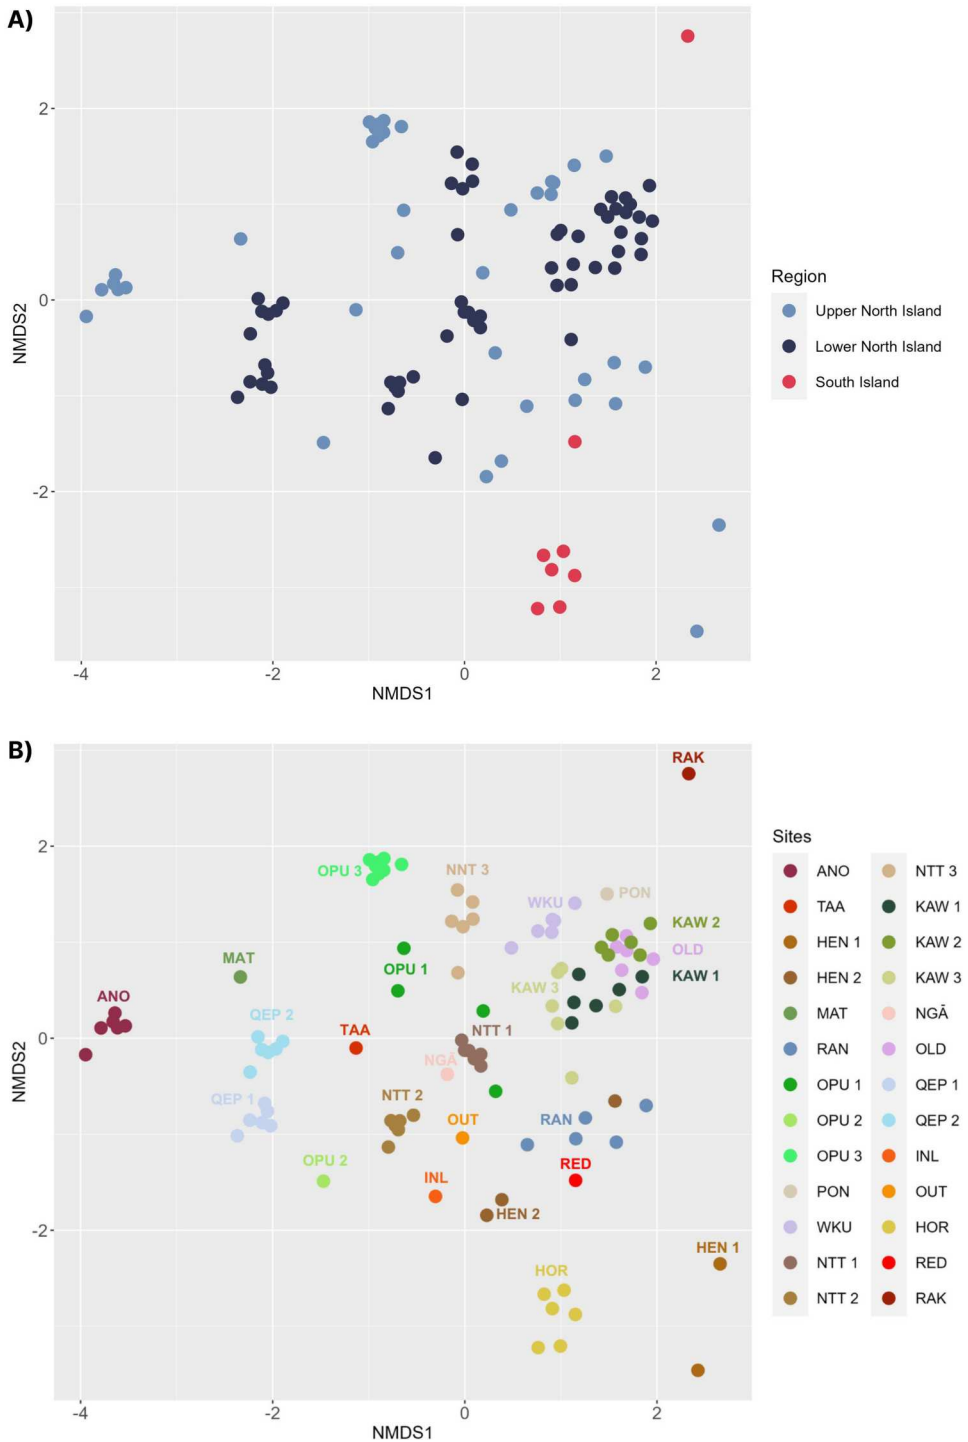 A)
2
0
-2
NMDS2
-4
-2
0
2
NMDS1
Region
Upper North Island
Lower North Island
South Island
B)
RAK
OPU 3
NNT 3
WKU
PON
KAW 2
OLD
MAT
OPU 1
KAW 3
KAW 1
ANO
QEP 2
TAA
NTT 1
NGĀ
QEP 1
NTT 2
OUT
RAN
OPU 2
INL
RED
HEN 2
HEN 1
HOR
2
0
-2
NMDS2
-4
-2
0
2
NMDS1
Sites
ANO
TAA
HEN 1
HEN 2
MAT
RAN
OPU 1
OPU 2
OPU 3
PON
WKU
NTT 1
NTT 2
NTT 3
KAW 1
KAW 2
KAW 3
NGĀ
OLD
QEP 1
QEP 2
INL
OUT
HOR
RED
RAK